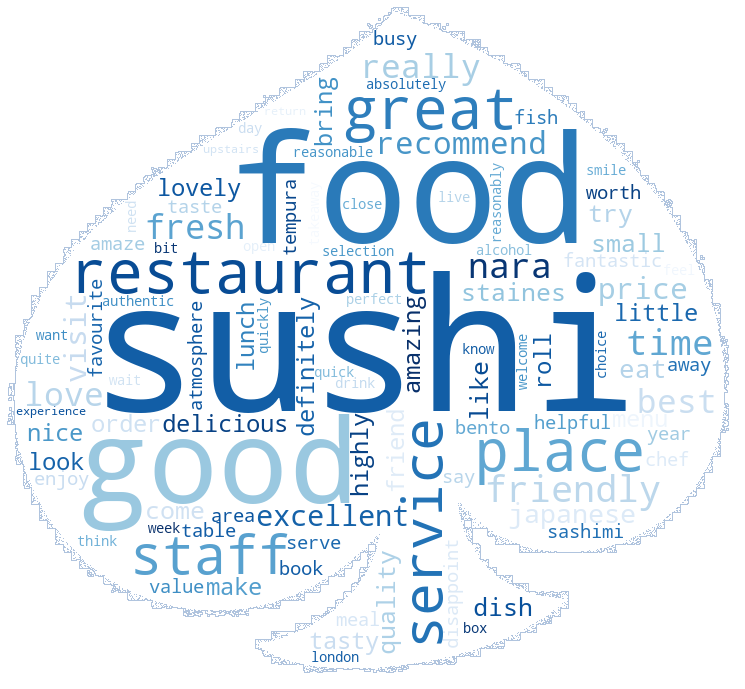 busy
really
absolutely
bring
great
fish
return
day
upstairs
reasonable
recommend
food
lovely
taste
need
tempura
close
live
reasonably
smile
worth
fresh
try
amaze
bit
open
selection
alcohol
small
fantastic
feel
restaurant
nara
staines
price
visit
favourite
authentic
atmosphere
lunch
quickly
definitely
perfect
amazing
sushi
little
time
want
quite
wait
quick
drink
know
like
welcome
roll
choice
eat
away
love
experience
order
delicious
highly
friend
best
menu
nice
good
bento
helpful
year
look
enjoy
come
area
excellent
service
say
place
chef
friendly
japanese
sashimi
week
table
think
staff
serve
value
make
book
quality
disappoint
dish
meal
tasty
box
london